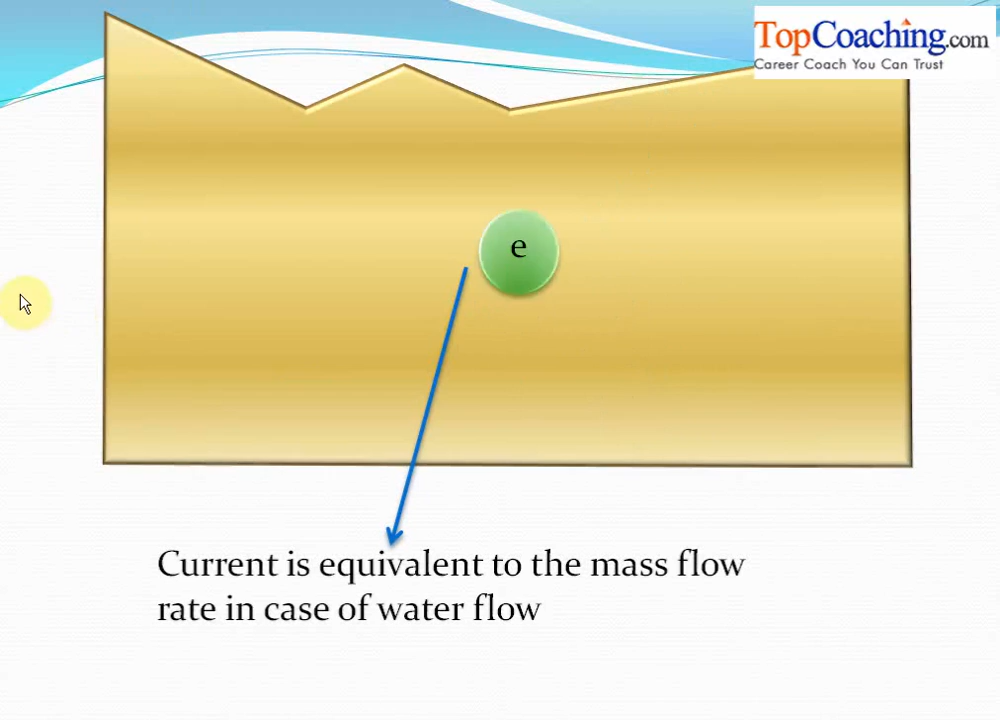 TopCoaching.com
Career Coach You Can Trust
e
Current is equivalent to the mass flow
rate in case of water flow